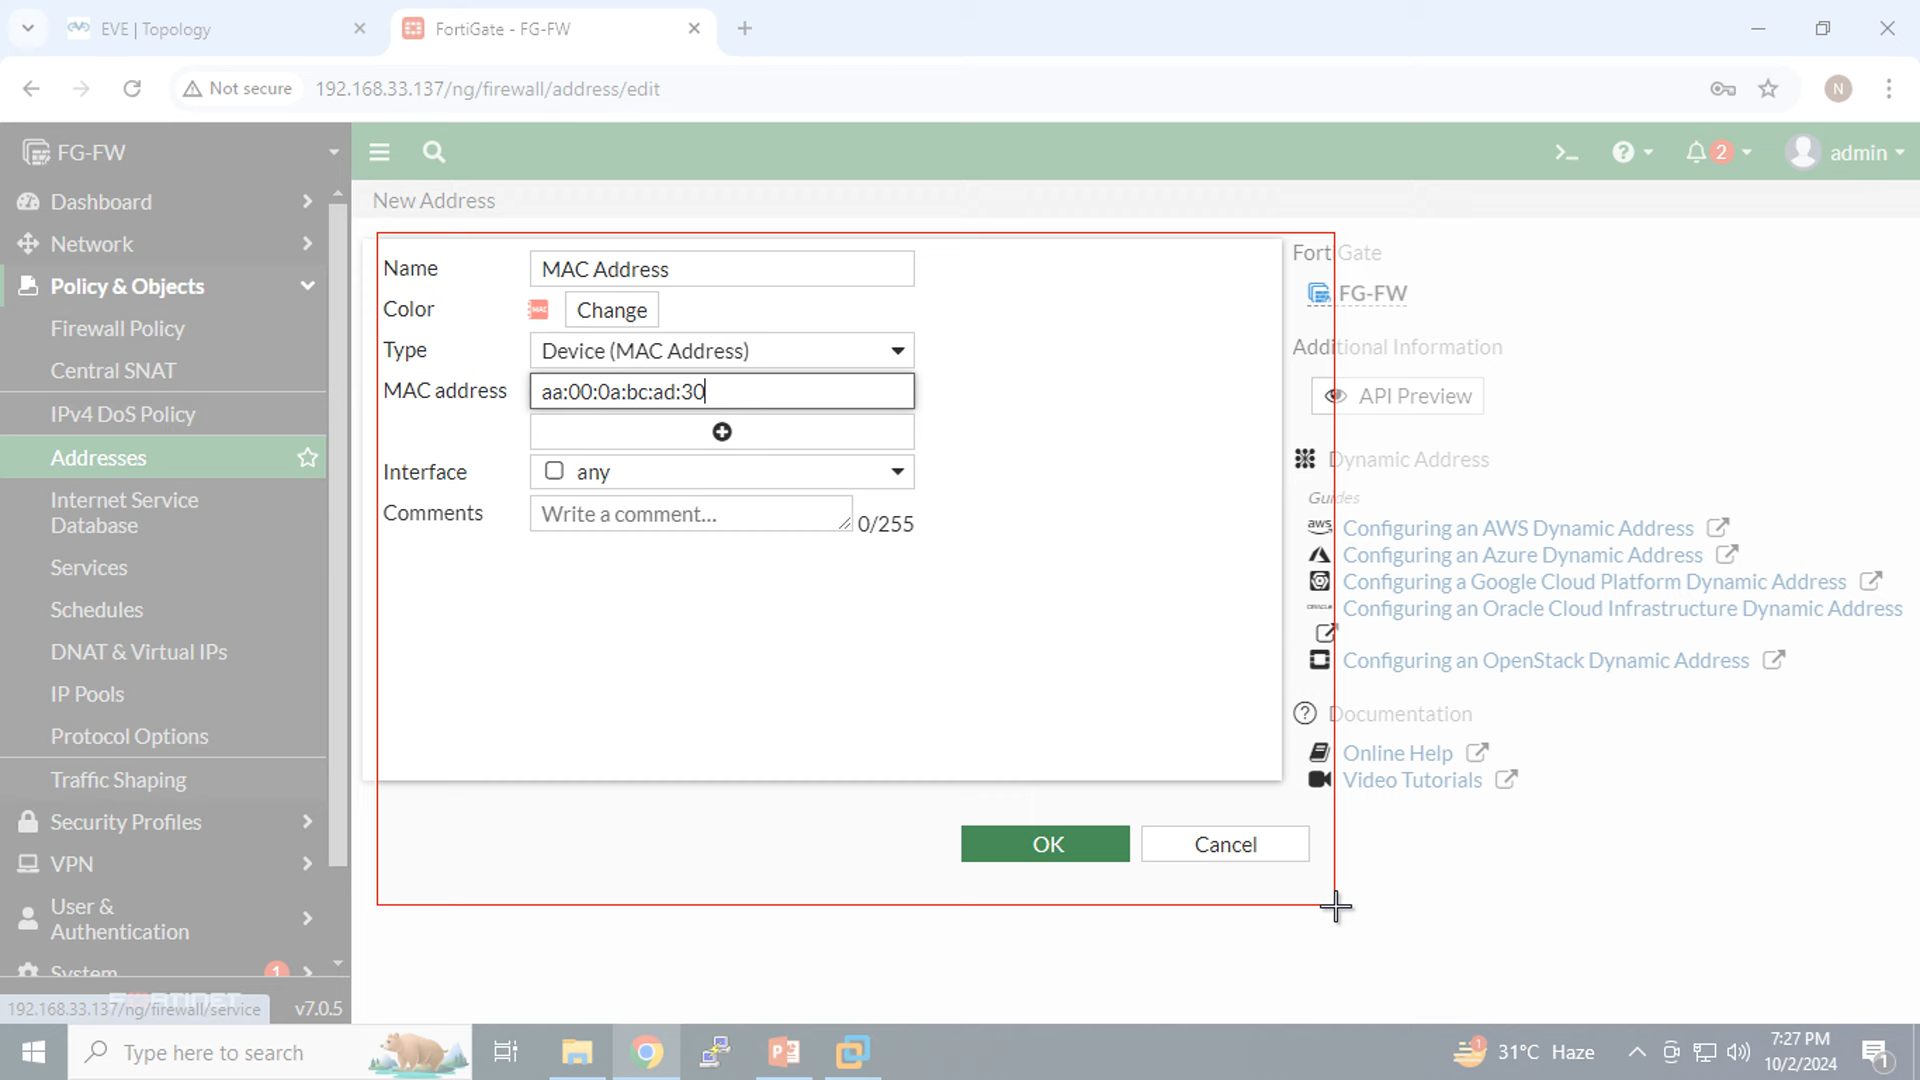 EVE | Topology
FortiGate - FG-FW
Not secure
192.168.33.137/ng/firewall/address/edit
N
FG-FW
2
admin
Dashboard
Network
Policy & Objects
Firewall Policy
Central SNAT
IPv4 DoS Policy
Addresses
Internet Service
Database
Services
Schedules
DNAT & Virtual IPs
IP Pools
Protocol Options
Traffic Shaping
Security Profiles
VPN
User &
Authentication
System
1
FORTINET
192.168.33.137/ng/firewall/service
v7.0.5
New Address
Name
MAC Address
Color
MAC
Change
Type
Device (MAC Address)
MAC address
aa:00:0a:bc:ad:30
Interface
any
Comments
Write a comment...
0/255
OK
Cancel
FortiGate
FG-FW
Additional Information
API Preview
Dynamic Address
Guides
aws
Configuring an AWS Dynamic Address
Configuring an Azure Dynamic Address
Configuring a Google Cloud Platform Dynamic Address
ORACLE
Configuring an Oracle Cloud Infrastructure Dynamic Address
Configuring an OpenStack Dynamic Address
Documentation
Online Help
Video Tutorials
Type here to search
1
31°C Haze
7:27 PM
10/2/2024
1